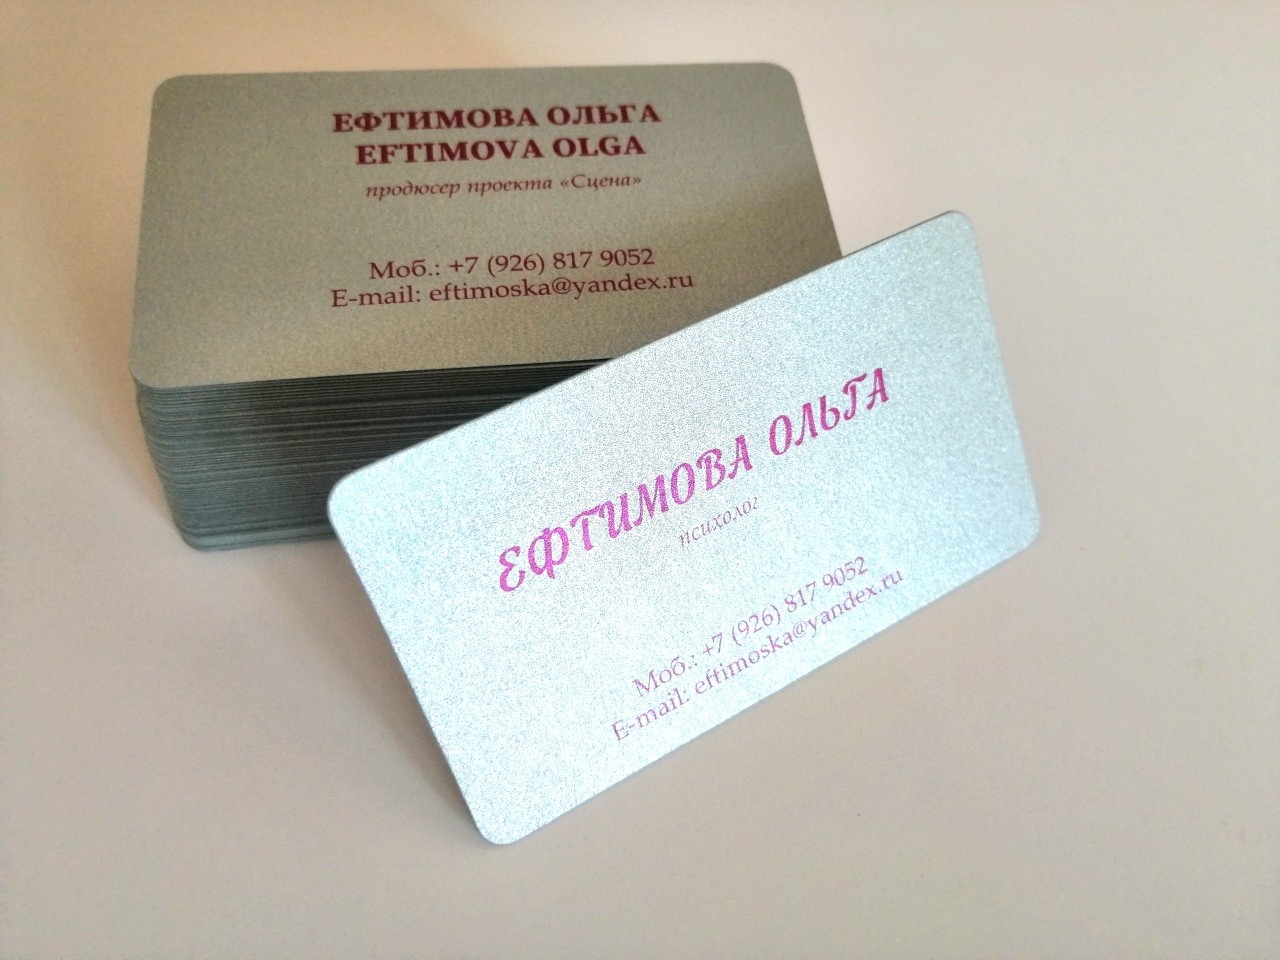 ЕФТИМОВА ОЛЬГА
EFTIMOVA OLGA
продюсер проекта «Сцена»
Моб.: +7 (926) 817 9052
E-mail: eftimoska@yandex.ru
ЕФТИМОВА ОЛЬГА
психолог
Моб.: +7 (926) 817 9052
E-mail: eftimoska@yandex.ru